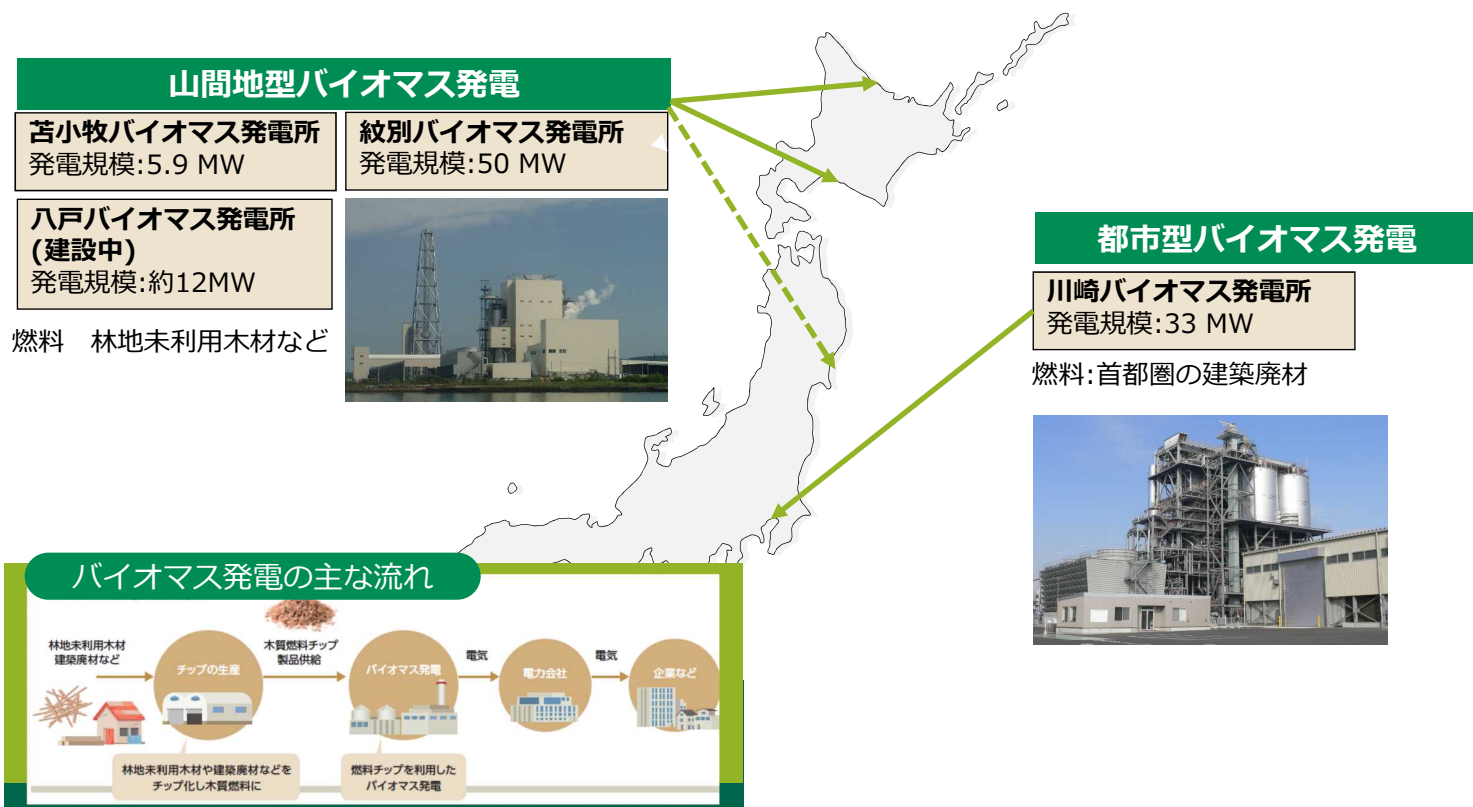 山間地型バイオマス発電
苫小牧バイオマス発電所
発電規模:5.9 MW
紋別バイオマス発電所
発電規模:50 MW
八戸バイオマス発電所
(建設中)
発電規模:約12MW
燃料　林地未利用木材など
都市型バイオマス発電
川崎バイオマス発電所
発電規模:33 MW
燃料:首都圏の建築廃材
バイオマス発電の主な流れ
林地未利用木材
建築廃材など
チップの生産
木質燃料チップ
製品供給
バイオマス発電
電気
電力会社
電気
企業など
林地未利用木材や建築廃材などを
チップ化し木質燃料に
燃料チップを利用した
バイオマス発電